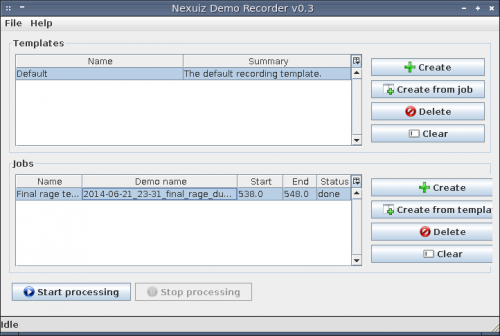 Nexuiz Demo Recorder v0.3
File Help
Templates
Name Summary
Default The default recording template.
Create
Create from job
Delete
Clear
Jobs
Name Demo name Start End Status
Final rage te... 2014-06-21_23-31_final_rage_du... 538.0 548.0 done
Create
Create from templa
Delete
Clear
Start processing Stop processing
Idle